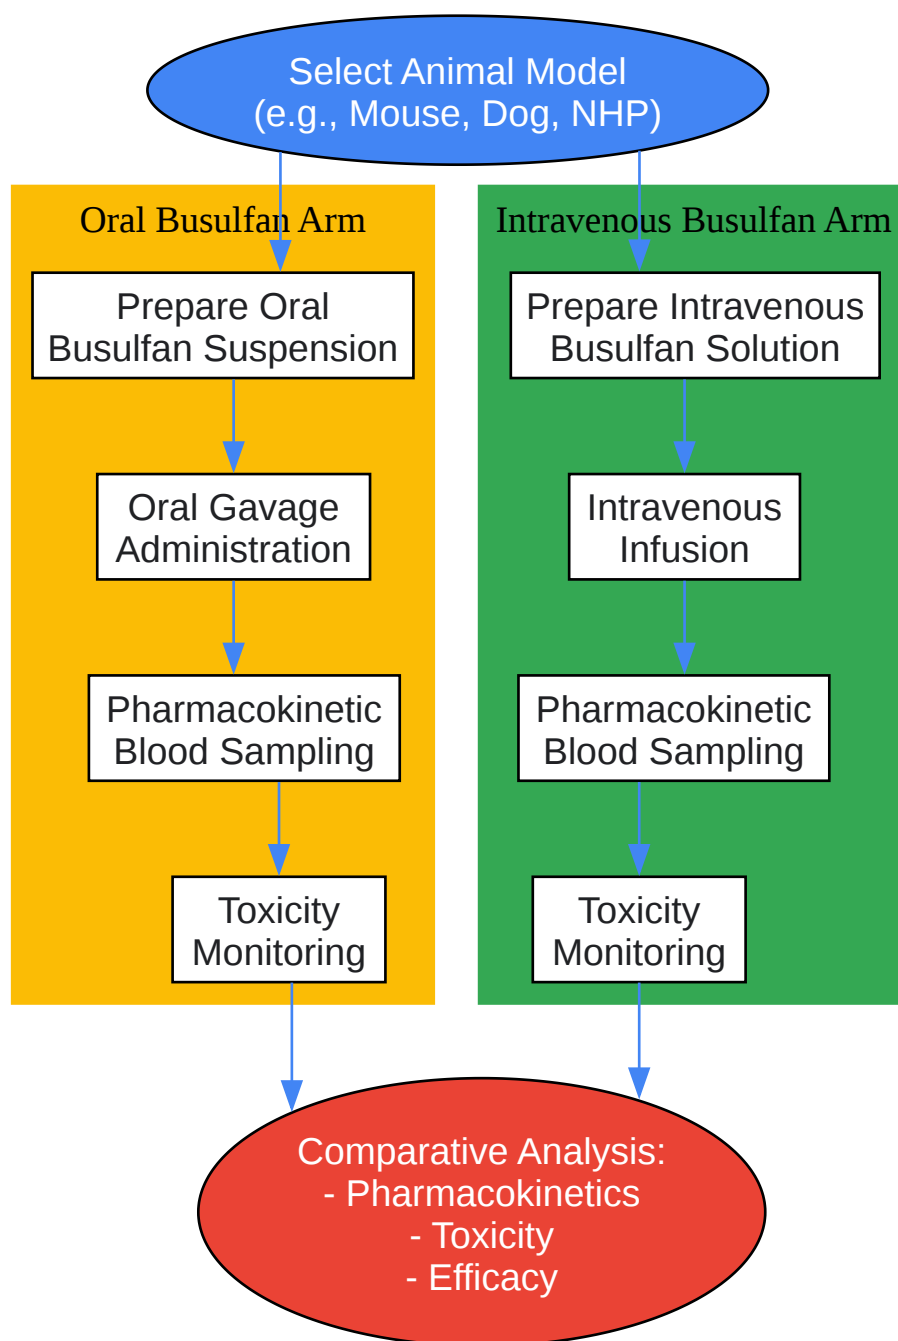 Select Animal Model
(e.g., Mouse, Dog, NHP)
Oral Busulfan Arm
Prepare Oral
Busulfan Suspension
Oral Gavage
Administration
Pharmacokinetic
Blood Sampling
Toxicity
Monitoring
Intravenous Busulfan Arm
Prepare Intravenous
Busulfan Solution
Intravenous
Infusion
Pharmacokinetic
Blood Sampling
Toxicity
Monitoring
Comparative Analysis:
- Pharmacokinetics
- Toxicity
- Efficacy